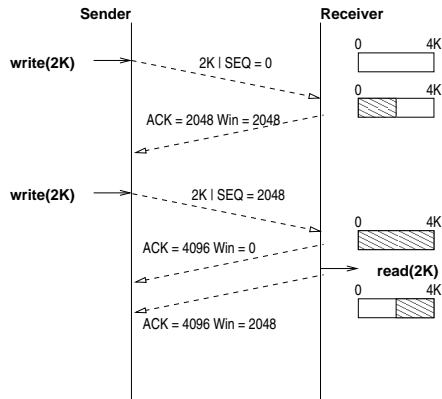 Sender Receiver
0 4K
write(2K) 2K | SEQ = 0
0 4K
ACK = 2048 Win = 2048
write(2K) 2K | SEQ = 2048
0 4K
ACK = 4096 Win = 0
read(2K)
0 4K
ACK = 4096 Win = 2048